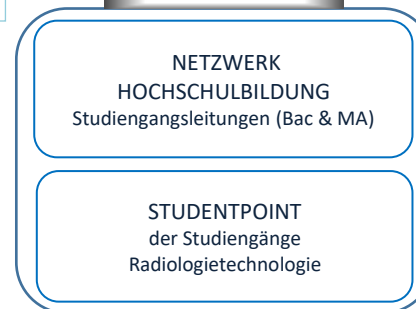 NETZWERK
HOCHSCHULBILDUNG
Studiengangsleitungen (Bac & MA)
STUDENTPOINT
der Studiengänge
Radiologietechnologie